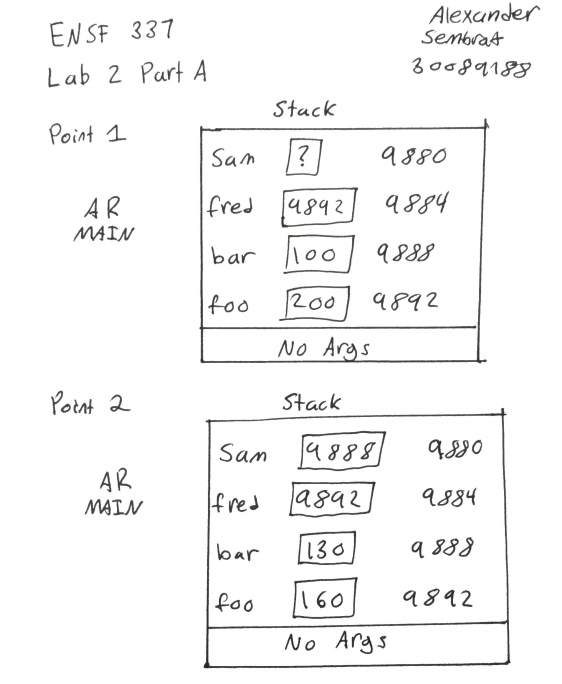 ENSF 337
Alexander
Sembrat
Lab 2 Part A
30089188
Stack
Point 1
Sam ? 9880
AR
MAIN
fred 9892 9884
bar 100 9888
foo 200 9892
No Args
Point 2
Stack
Sam 9888 9880
AR
MAIN
fred 9892 9884
bar 130 9888
foo 160 9892
No Args